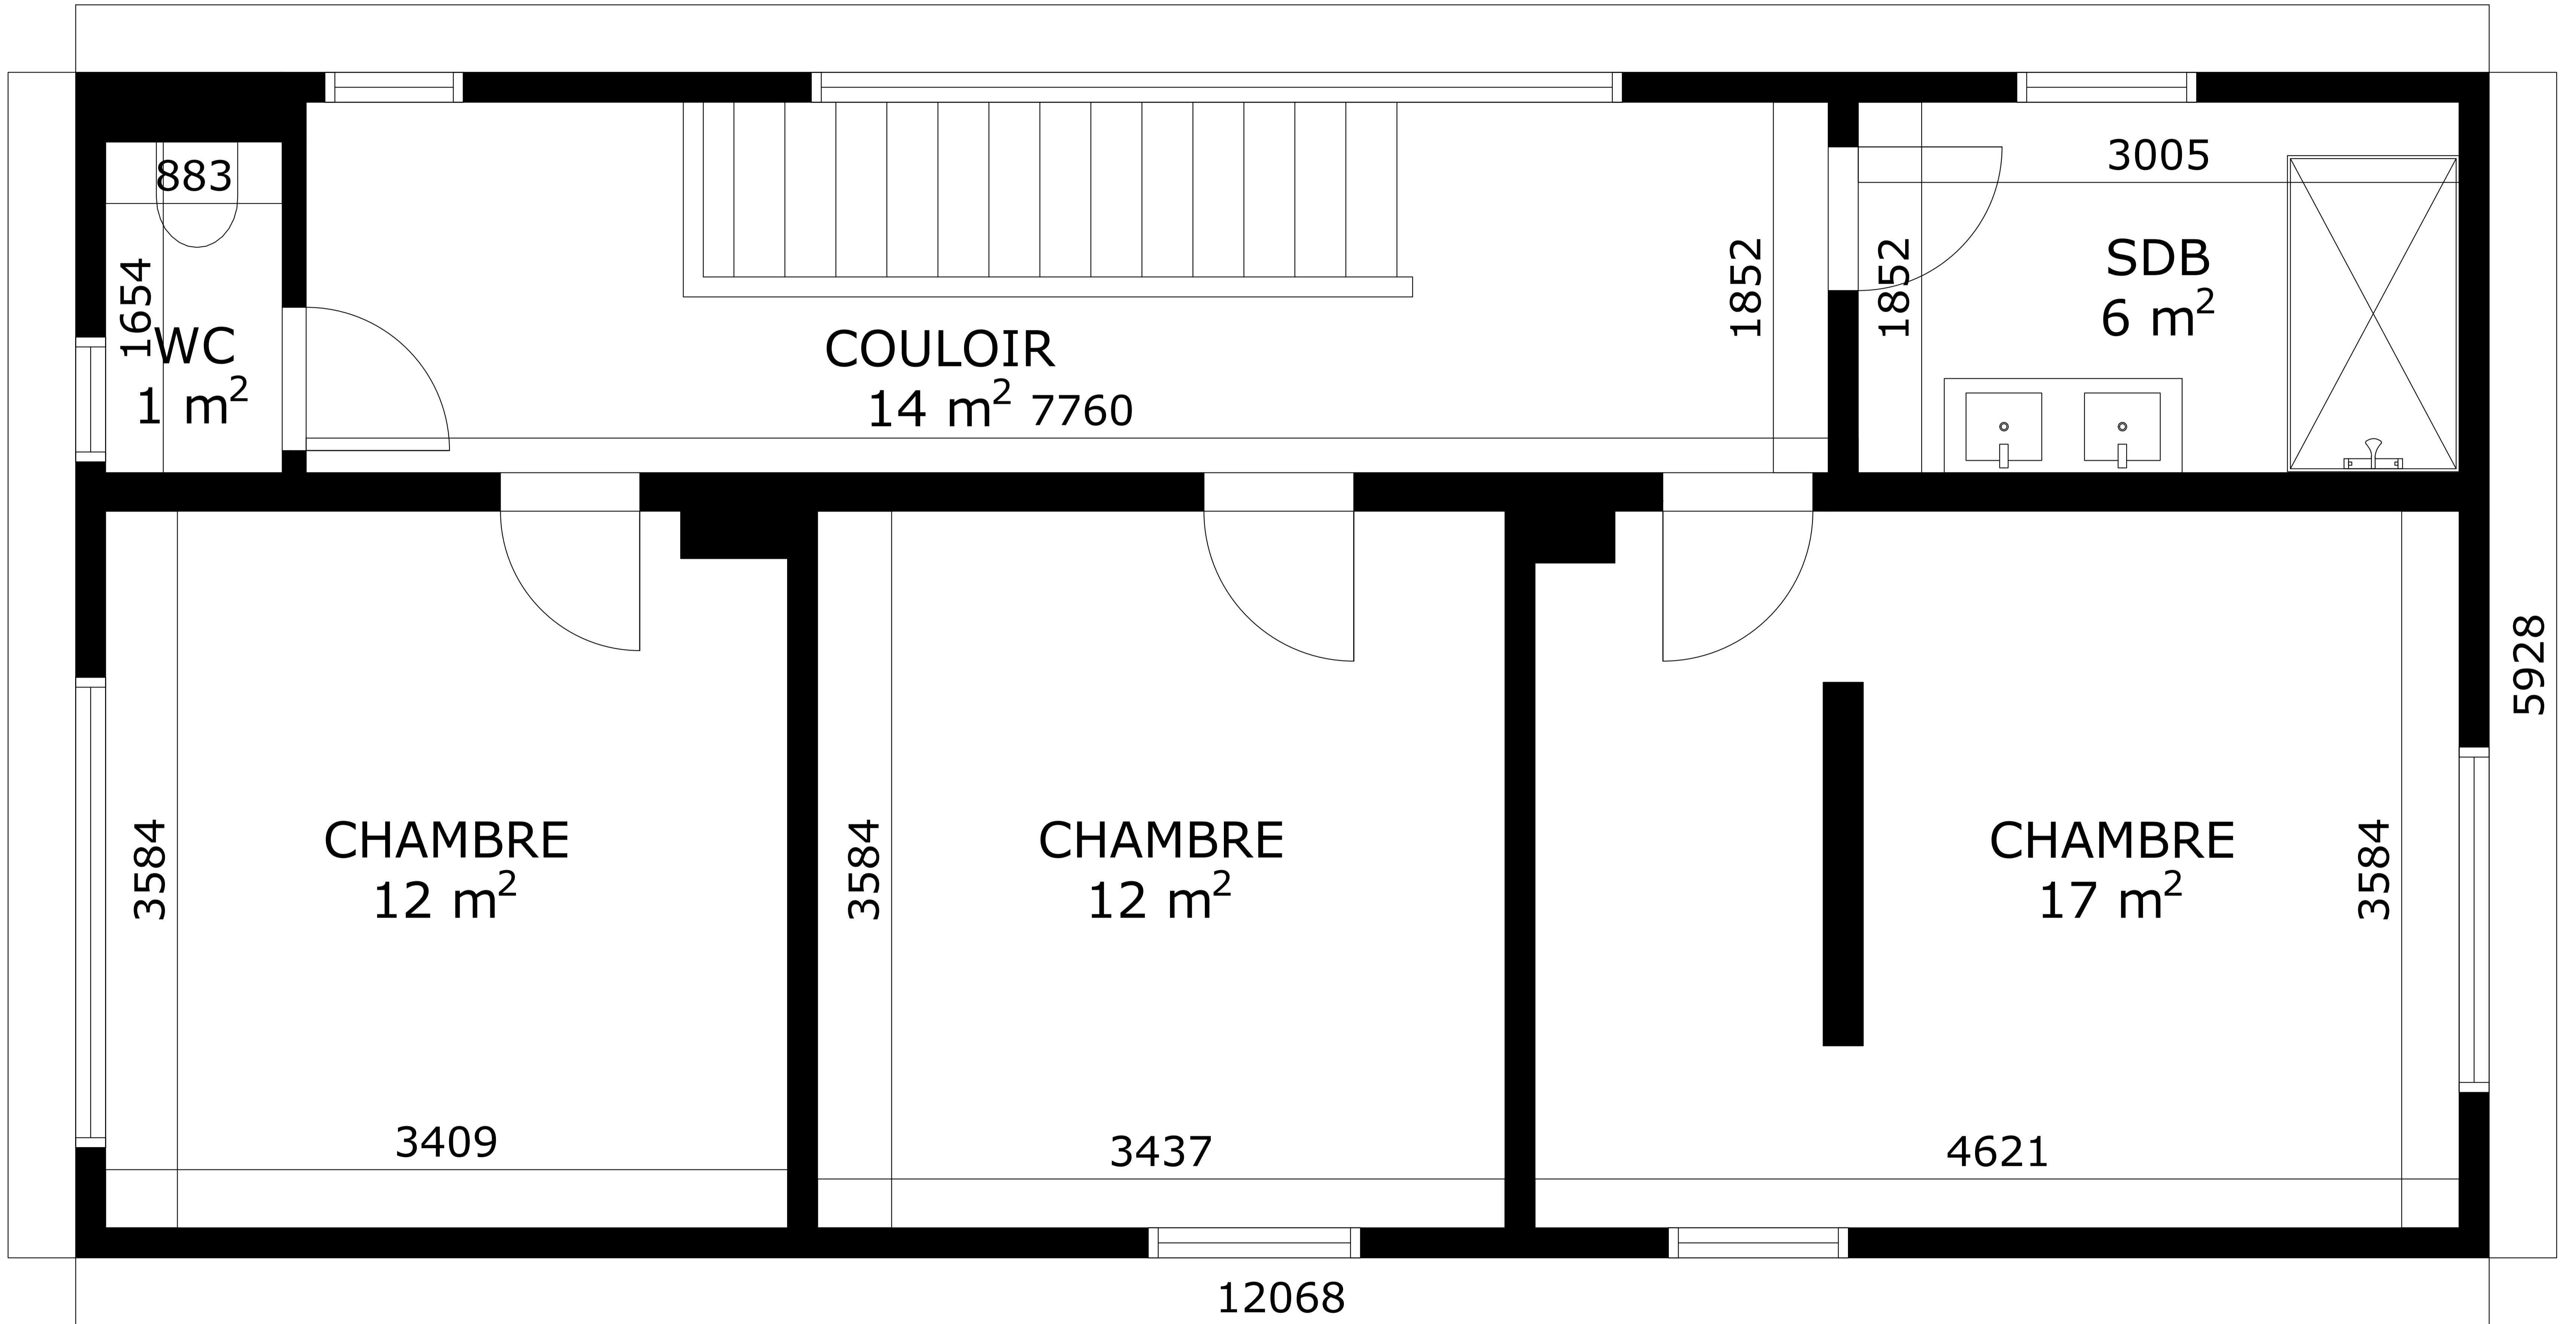 883
1654
WC
1 m²
COULOIR
14 m² 7760
1852
1852
3005
SDB
6 m²
CHAMBRE
12 m²
3584
3409
CHAMBRE
12 m²
3584
3437
CHAMBRE
17 m²
3584
4621
5928
12068